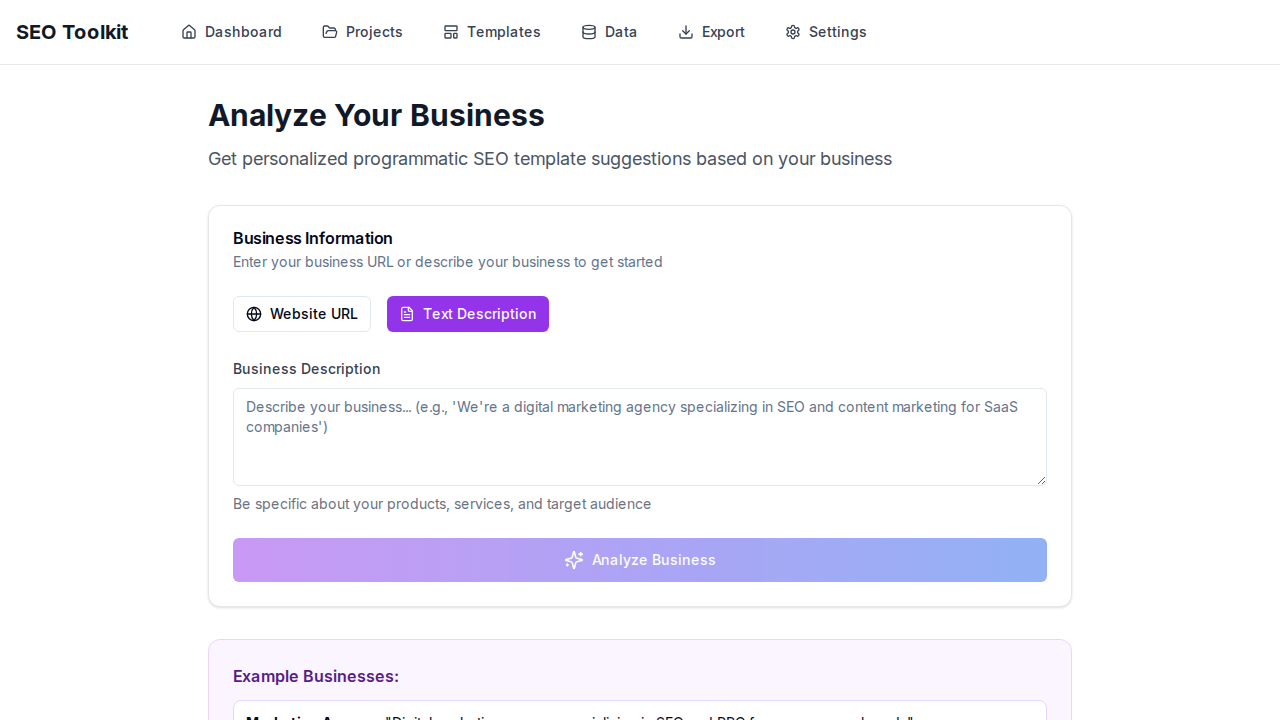 SEO Toolkit
Dashboard
Projects
Templates
Data
Export
Settings
Analyze Your Business
Get personalized programmatic SEO template suggestions based on your business
Business Information
Enter your business URL or describe your business to get started
Website URL
Text Description
Business Description
Describe your business... (e.g., 'We're a digital marketing agency specializing in SEO and content marketing for SaaS
companies')
Be specific about your products, services, and target audience
Analyze Business
Example Businesses: